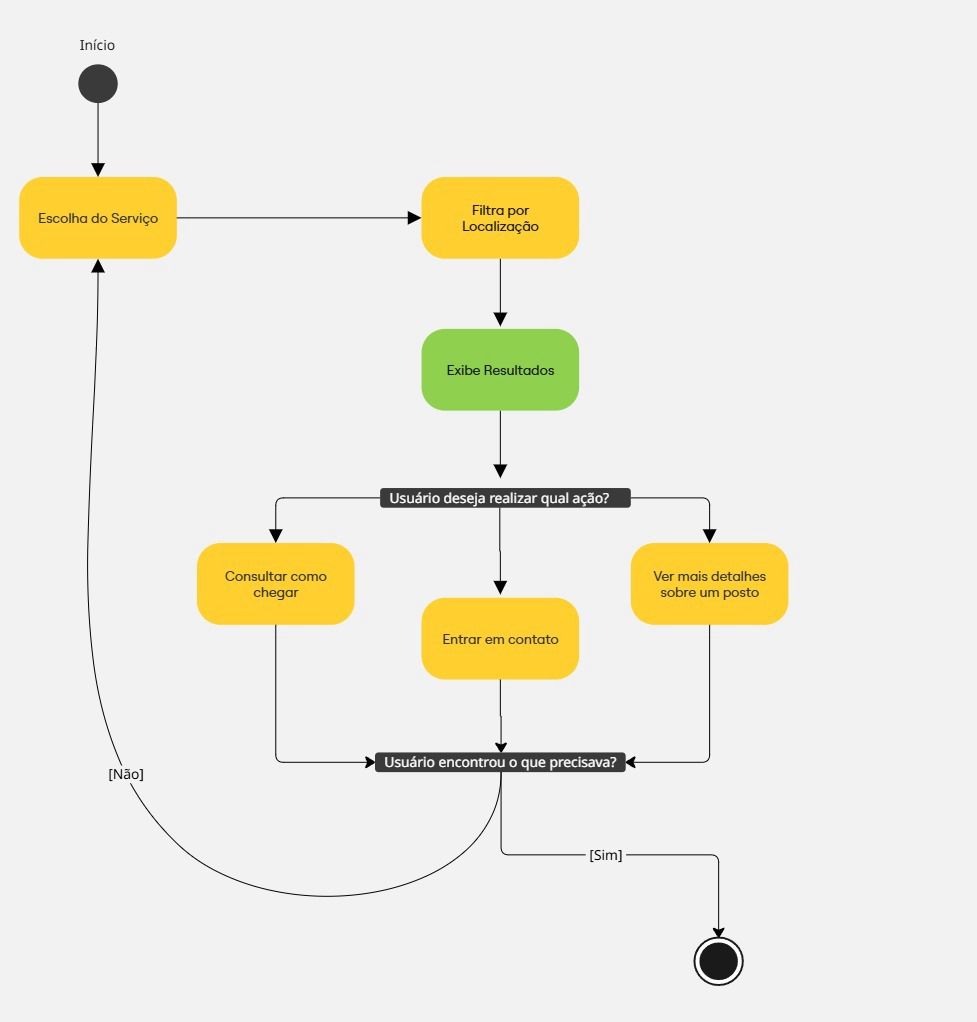 Início
Escolha do Serviço
Filtra por
Localização
Exibe Resultados
Usuário deseja realizar qual ação?
Consultar como
chegar
Entrar em contato
Ver mais detalhes
sobre um posto
Usuário encontrou o que precisava?
[Não]
[Sim]